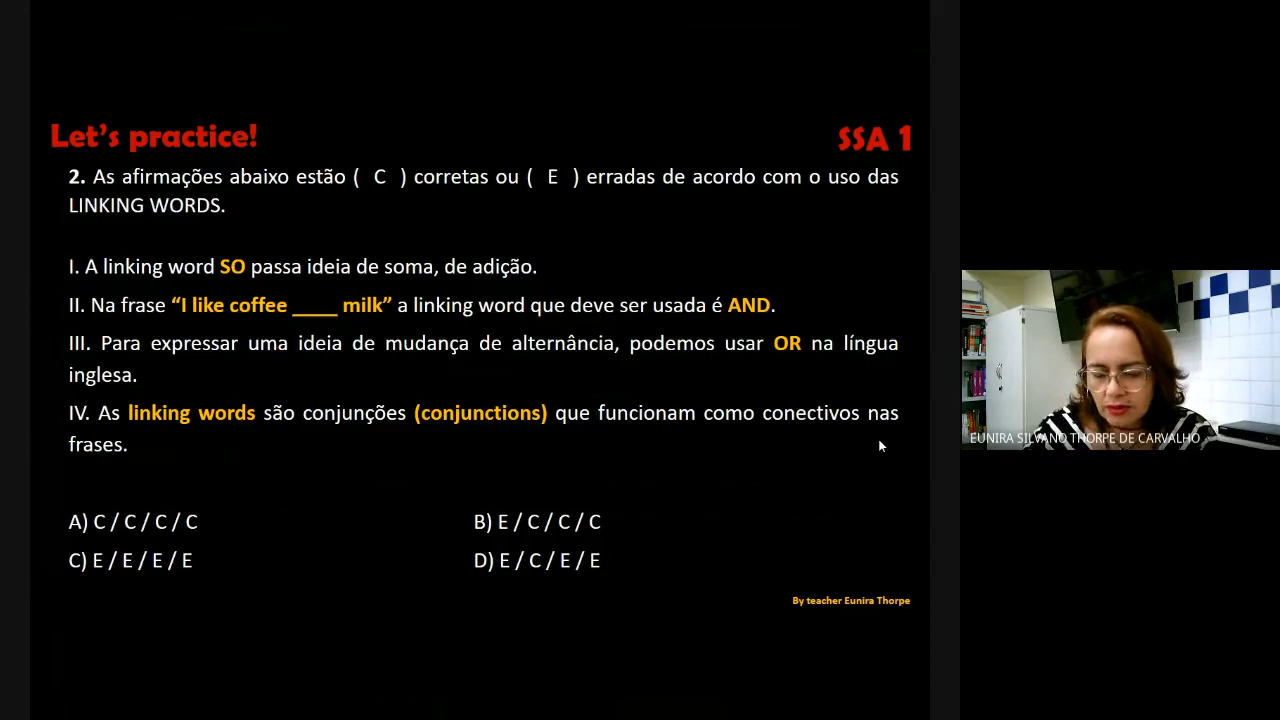 Let's practice!
SSA 1
2. As afirmações abaixo estão ( C ) corretas ou ( E ) erradas de acordo com o uso das
LINKING WORDS.
I. A linking word SO passa ideia de soma, de adição.
II. Na frase “I like coffee ____ milk” a linking word que deve ser usada é AND.
III. Para expressar uma ideia de mudança de alternância, podemos usar OR na língua
inglesa.
IV. As linking words são conjunções (conjunctions) que funcionam como conectivos nas
frases.
A) C / C / C / C
B) E / C / C / C
C) E / E / E / E
D) E / C / E / E
By teacher Eunira Thorpe
EUNIRA SILVANO THORPE DE CARVALHO